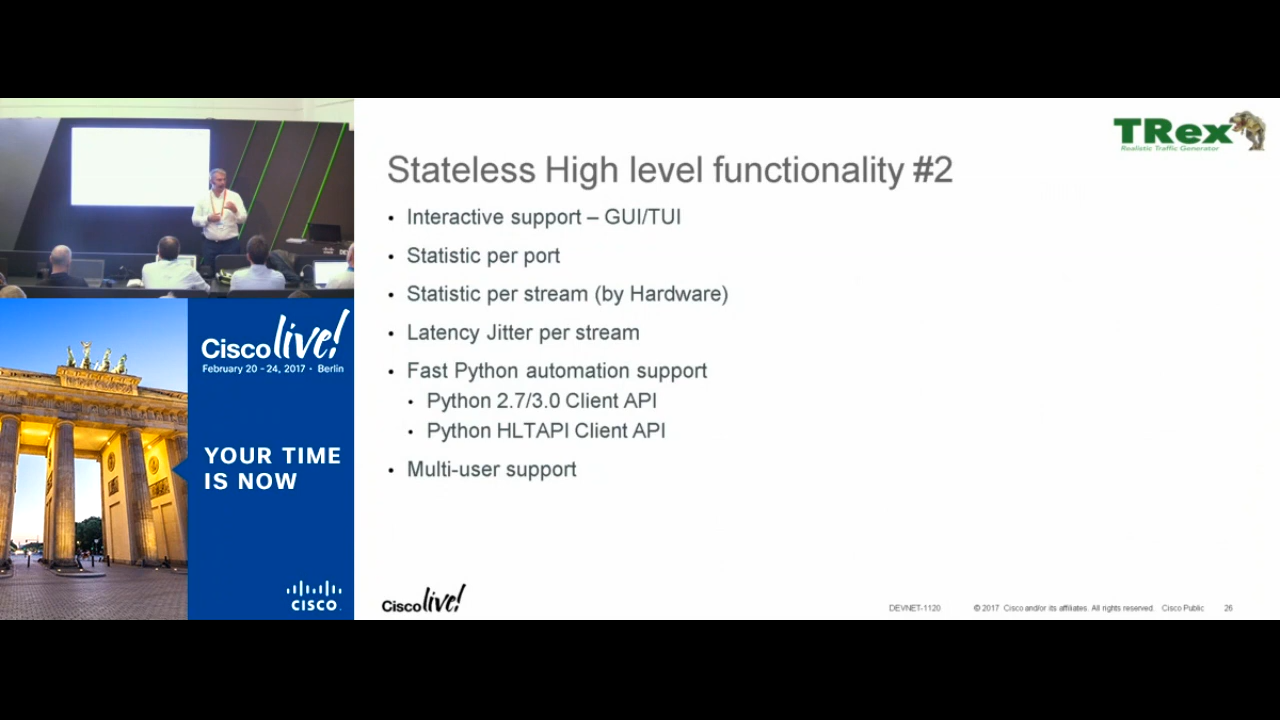 TRex
Realistic Traffic Generator
Stateless High level functionality #2
• Interactive support – GUI/TUI
• Statistic per port
• Statistic per stream (by Hardware)
• Latency Jitter per stream
• Fast Python automation support
• Python 2.7/3.0 Client API
• Python HLTAPI Client API
• Multi-user support
Cisco live!
February 20 - 24, 2017 • Berlin
YOUR TIME
IS NOW
CISCO.
Cisco live!
DEVNET-1120 © 2017 Cisco and/or its affiliates. All rights reserved. Cisco Public 26